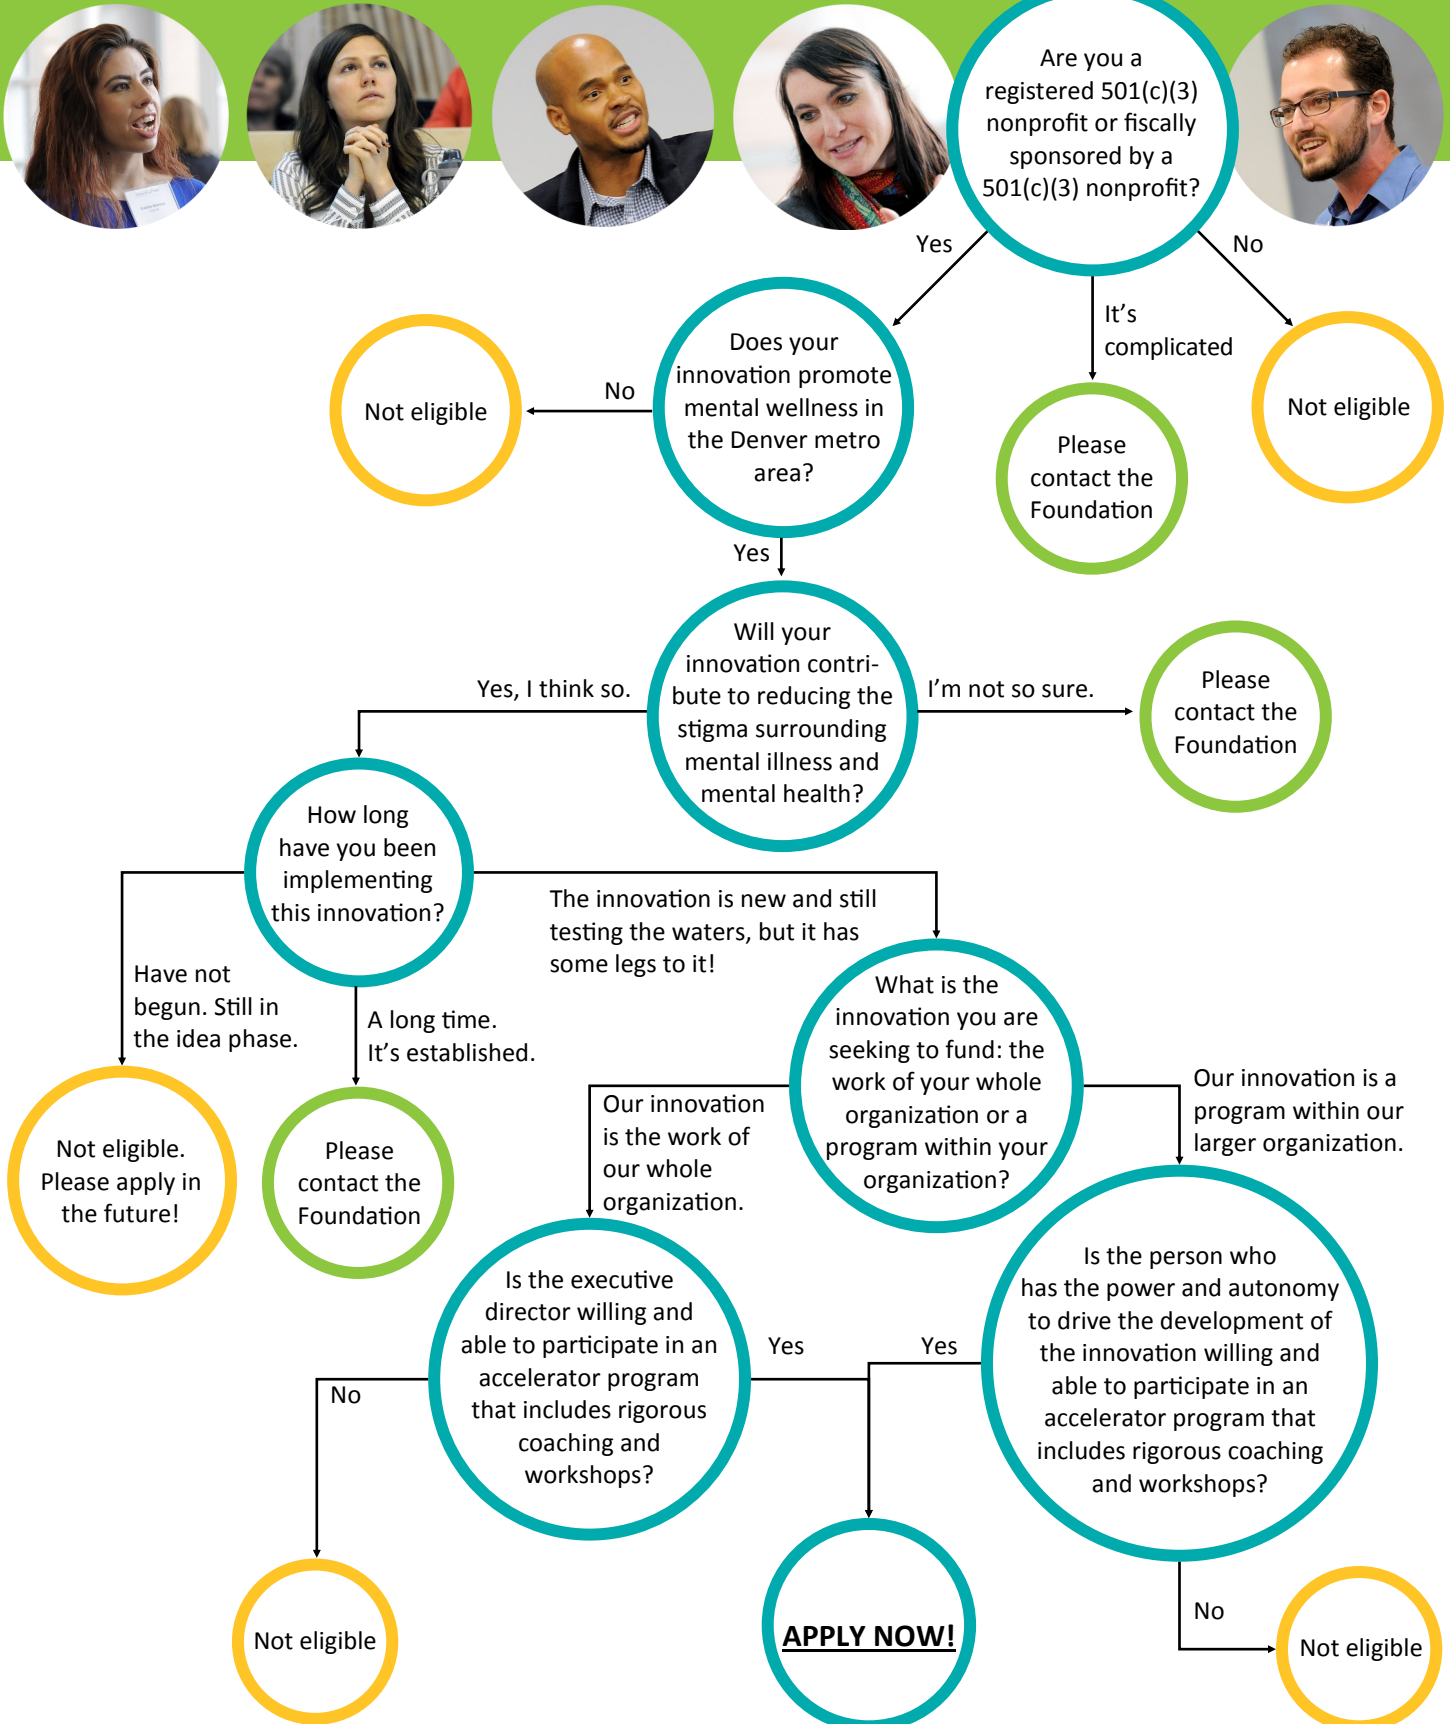 Are you a
registered 501(c)(3)
nonprofit or fiscally
sponsored by a
501(c)(3) nonprofit?
Yes
It's
complicated
No
Not eligible
No
Does your
innovation promote
mental wellness in
the Denver metro
area?
Please
contact the
Foundation
Not eligible
Yes
Will your
innovation contri-
bute to reducing the
stigma surrounding
mental illness and
mental health?
Yes, I think so.
I'm not so sure.
Please
contact the
Foundation
How long
have you been
implementing
this innovation?
Have not
begun. Still in
the idea phase.
A long time.
It's established.
The innovation is new and still
testing the waters, but it has
some legs to it!
Not eligible.
Please apply in
the future!
Please
contact the
Foundation
What is the
innovation you are
seeking to fund: the
work of your whole
organization or a
program within your
organization?
Our innovation
is the work of
our whole
organization.
Our innovation is a
program within our
larger organization.
Is the executive
director willing and
able to participate in an
accelerator program
that includes rigorous
coaching and
workshops?
Is the person who
has the power and autonomy
to drive the development of
the innovation willing and
able to participate in an
accelerator program that
includes rigorous coaching
and workshops?
No
Yes
Yes
No
Not eligible
APPLY NOW!
Not eligible